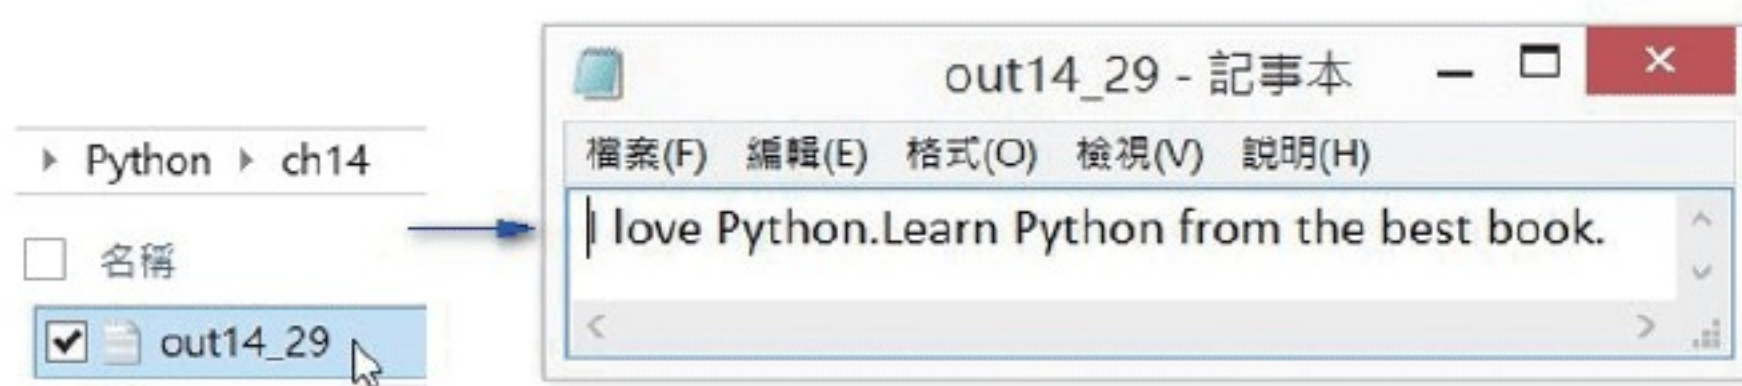 Python ch14
名稱
out14_29
out14_29 - 記事本
檔案(F) 編輯(E) 格式(O) 檢視(V) 說明(H)
I love Python.Learn Python from the best book.